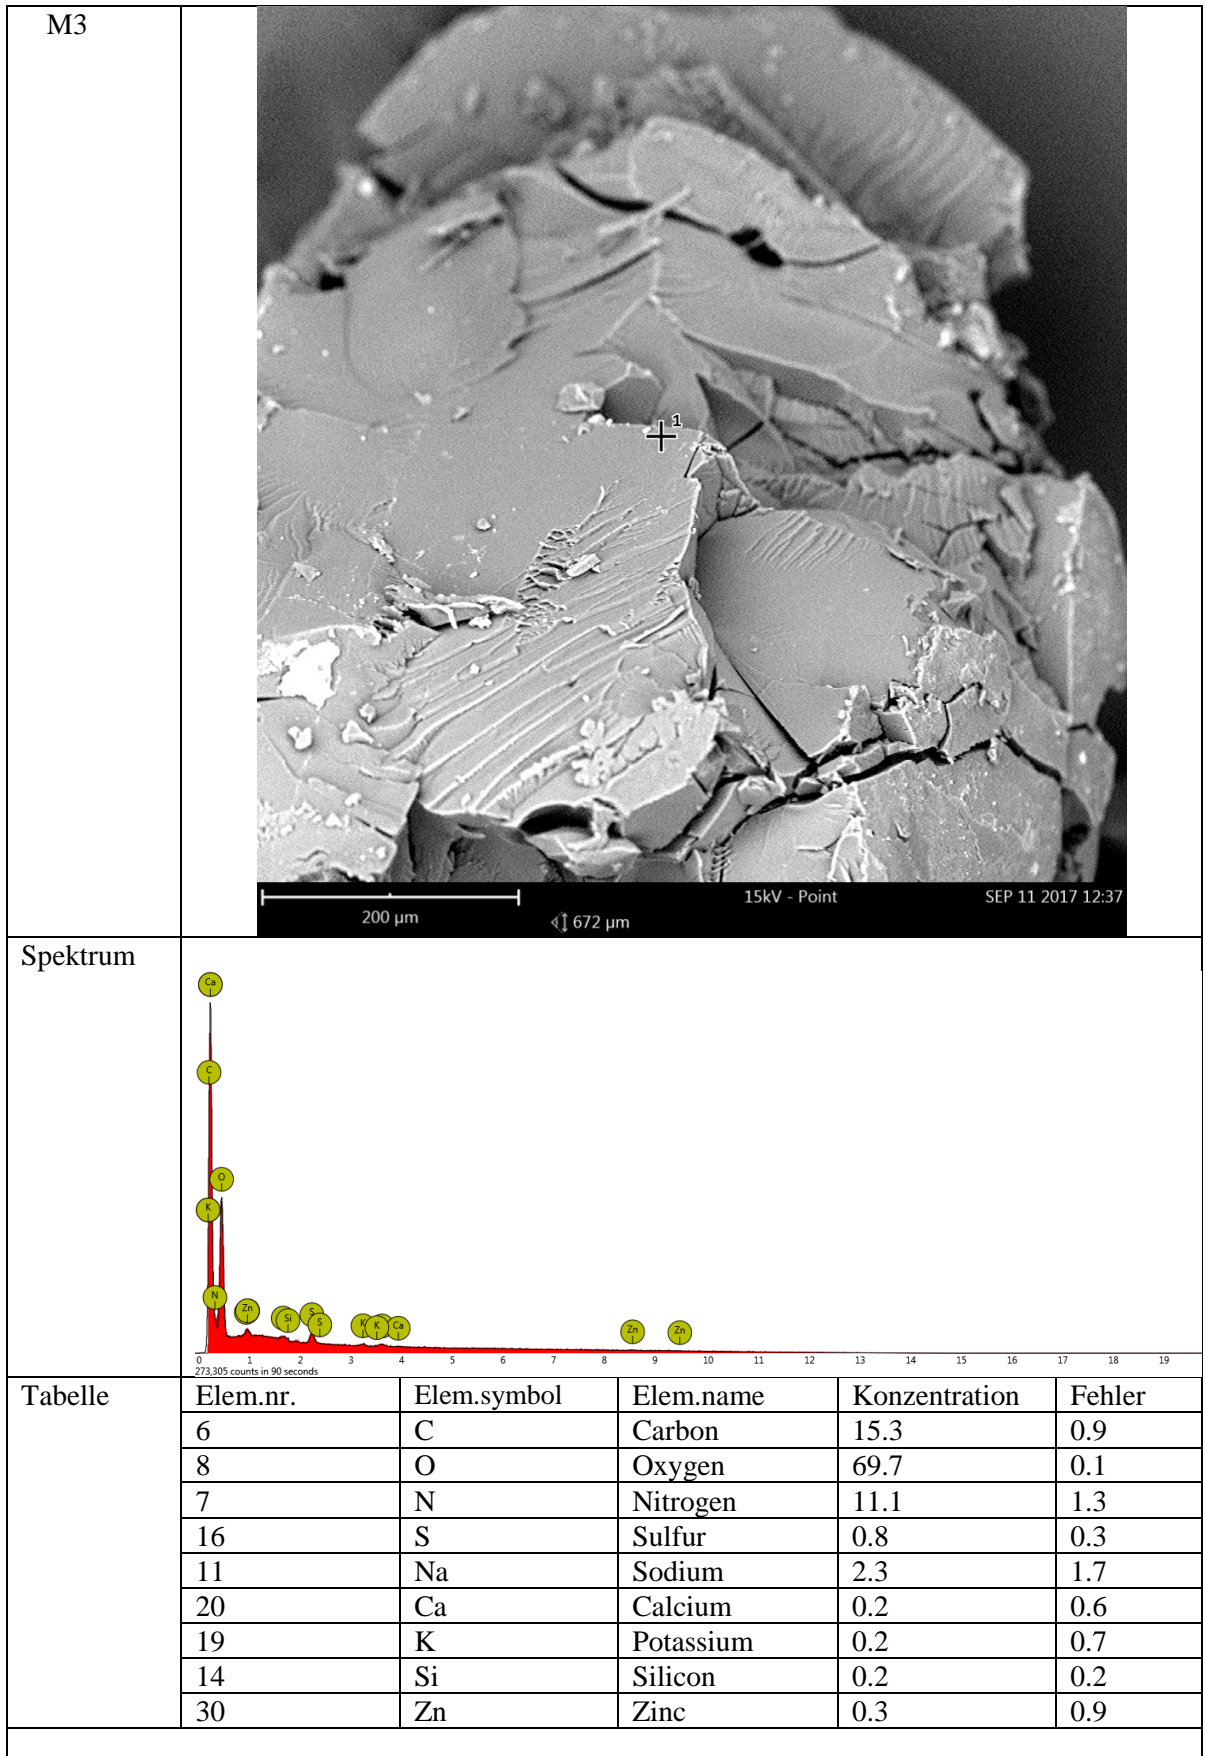 M3
1
200 µm
672 µm
15kV - Point
SEP 11 2017 12:37
Spektrum
Ca
C
O
K
N
Zn
Si
S
S
K
K
Ca
Zn
Zn
0 1 2 3 4 5 6 7 8 9 10 11 12 13 14 15 16 17 18 19
273,305 counts in 90 seconds
Tabelle Elem.nr. Elem.symbol Elem.name Konzentration Fehler
6 C Carbon 15.3 0.9
8 O Oxygen 69.7 0.1
7 N Nitrogen 11.1 1.3
16 S Sulfur 0.8 0.3
11 Na Sodium 2.3 1.7
20 Ca Calcium 0.2 0.6
19 K Potassium 0.2 0.7
14 Si Silicon 0.2 0.2
30 Zn Zinc 0.3 0.9